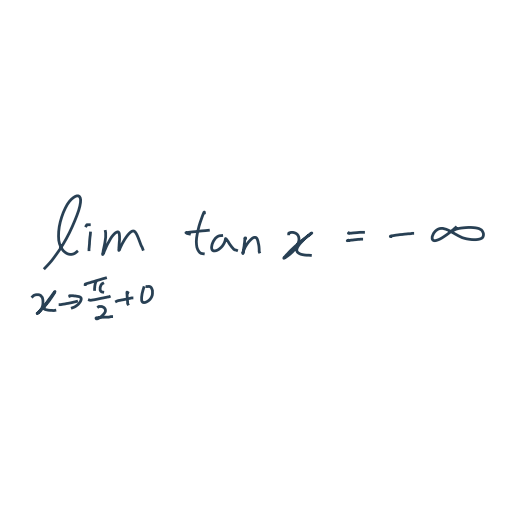 lim tan x = - ∞
x→π/2+0